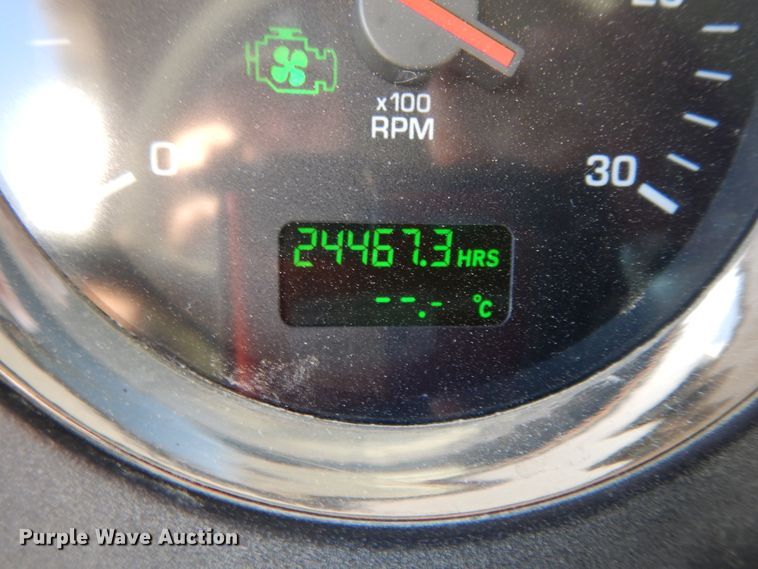 x100
RPM
0
30
24467.3 HRS
--.- °C
Purple Wave Auction